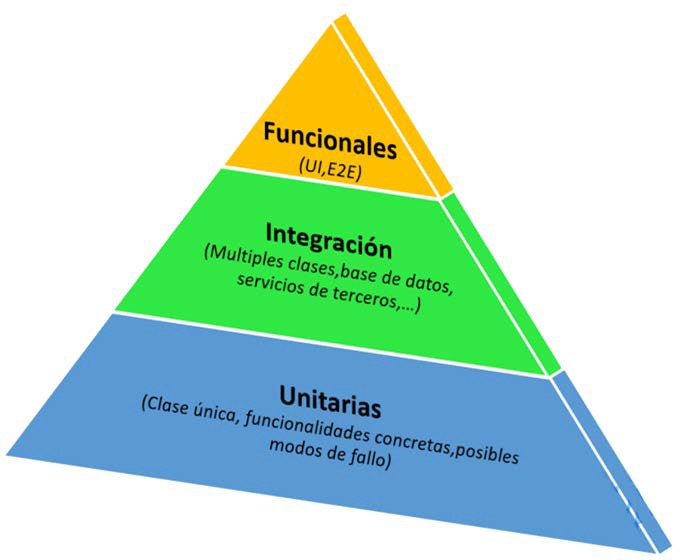 Funcionales
(UI,E2E)
Integración
(Multiples clases,base de datos,
servicios de terceros,...)
Unitarias
(Clase única, funcionalidades concretas,posibles
modos de fallo)